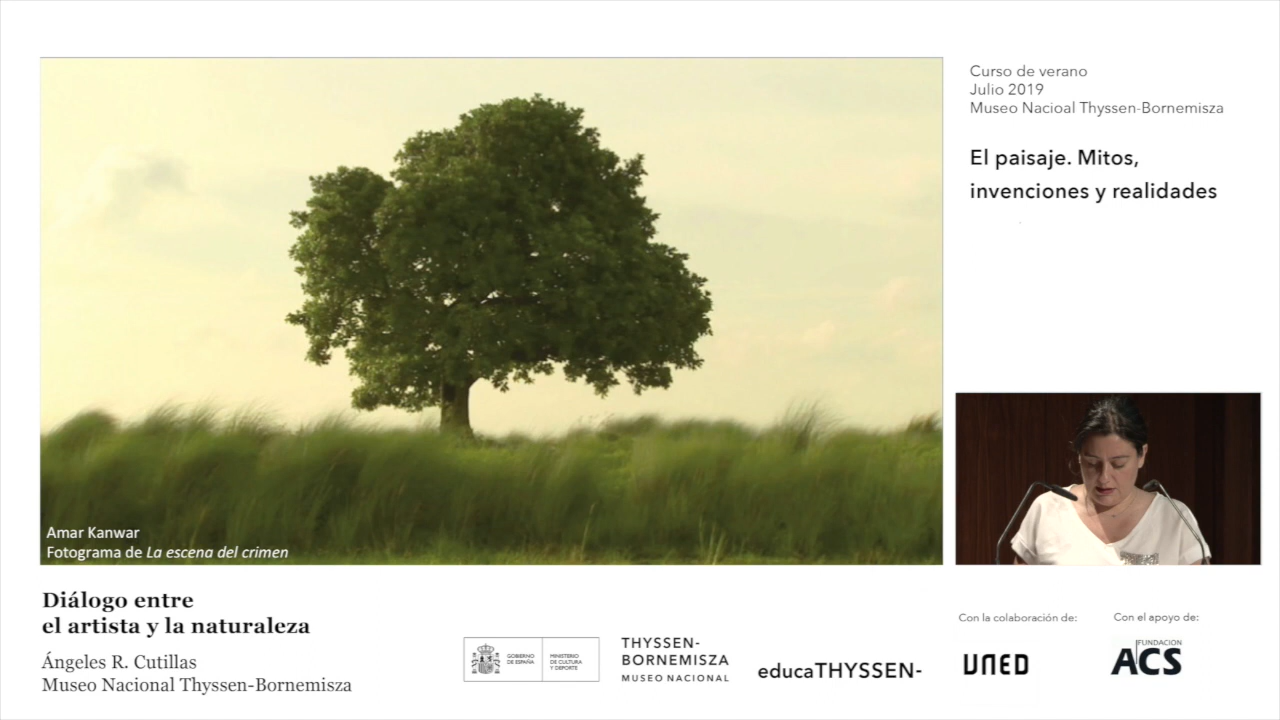 Curso de verano
Julio 2019
Museo Nacioal Thyssen-Bornemisza
El paisaje. Mitos,
invenciones y realidades
Amar Kanwar
Fotograma de La escena del crimen
Diálogo entre
el artista y la naturaleza
Ángeles R. Cutillas
Museo Nacional Thyssen-Bornemisza
GOBIERNO
DE ESPAÑA
MINISTERIO
DE CULTURA
Y DEPORTE
THYSSEN-
BORNEMISZA
MUSEO NACIONAL
educaTHYSSEN-
Con la colaboración de:
UNED
Con el apoyo de:
FUNDACION
ACS